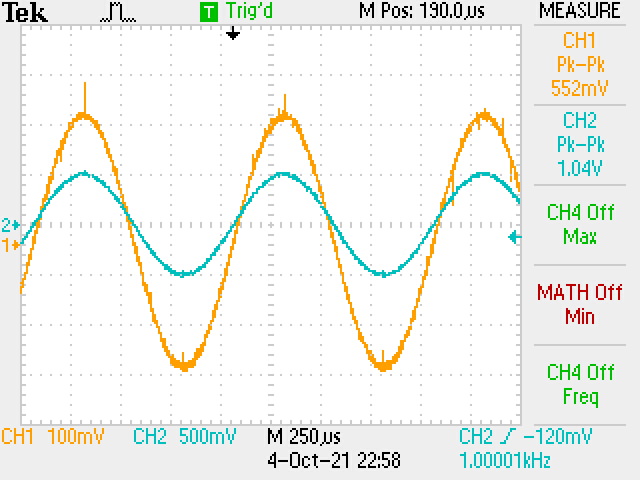 Tek T Trig'd M Pos: 190.0µs MEASURE
CH1
Pk-Pk
552mV
CH2
Pk-Pk
1.04V
CH4 Off
Max
MATH Off
Min
CH4 Off
Freq
2
1
CH1 100mV CH2 500mV M 250µs CH2 -120mV
4-Oct-21 22:58 1.00001kHz